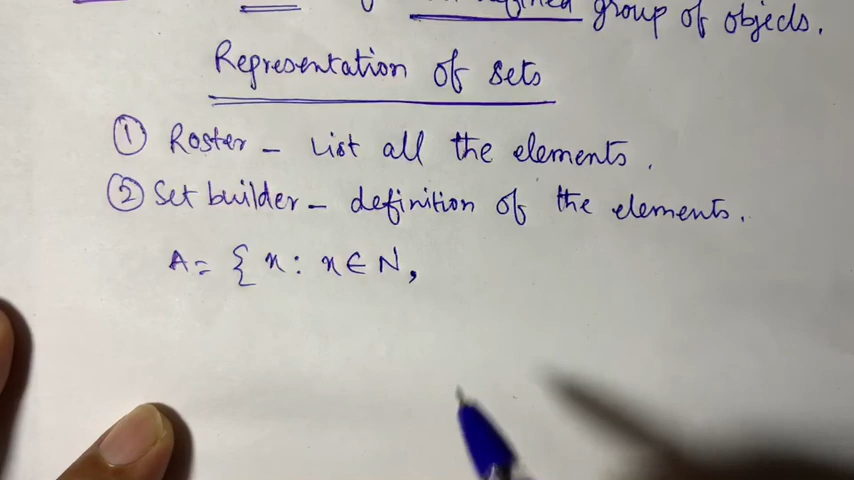 group of objects.
Representation of sets
① Roster - List all the elements.
② Set builder - definition of the elements.
A = { x : x ∈ N,